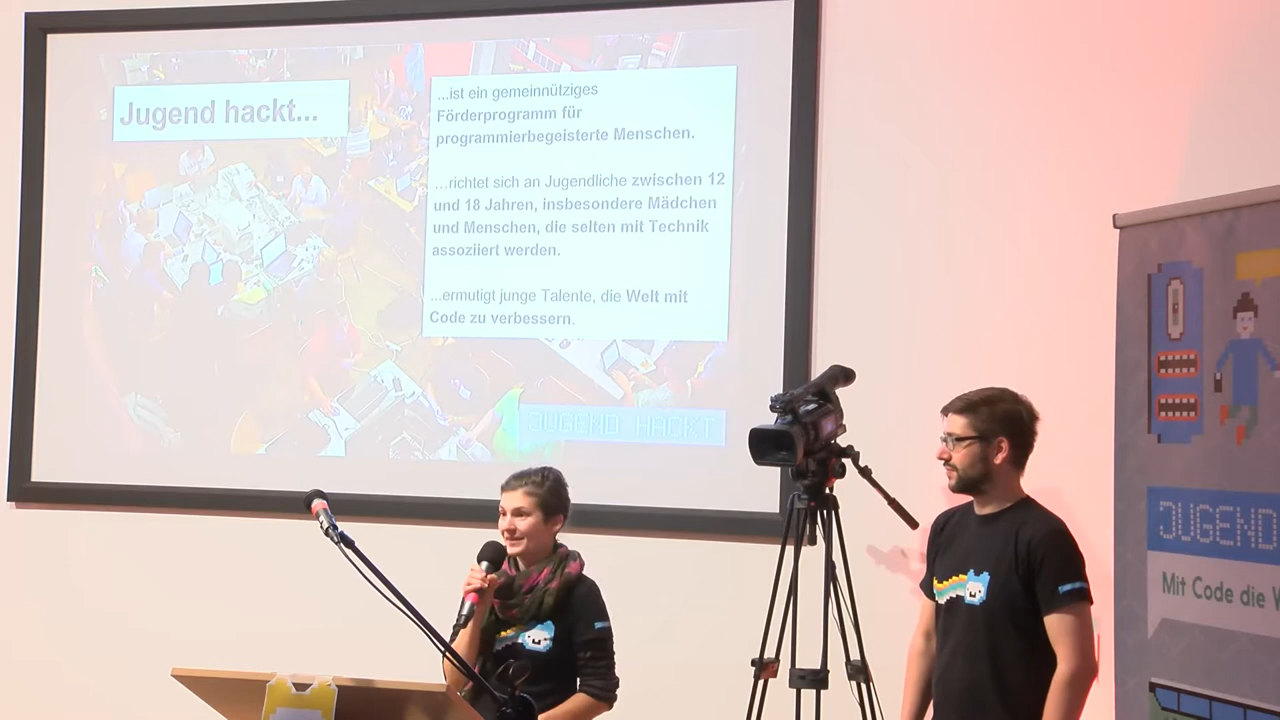 Jugend hackt...
...ist ein gemeinnütziges
Förderprogramm für
programmierbegeisterte Menschen.
...richtet sich an Jugendliche zwischen 12
und 18 Jahren, insbesondere Mädchen
und Menschen, die selten mit Technik
assoziiert werden.
...ermutigt junge Talente, die Welt mit
Code zu verbessern.
JUGEND HACKT
JUGEND
Mit Code die